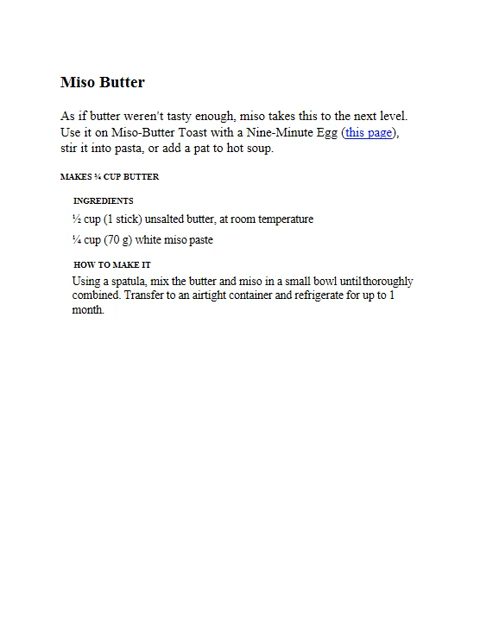 Miso Butter
As if butter weren't tasty enough, miso takes this to the next level.
Use it on Miso-Butter Toast with a Nine-Minute Egg (this page),
stir it into pasta, or add a pat to hot soup.
MAKES ¾ CUP BUTTER
INGREDIENTS
½ cup (1 stick) unsalted butter, at room temperature
¼ cup (70 g) white miso paste
HOW TO MAKE IT
Using a spatula, mix the butter and miso in a small bowl until thoroughly
combined. Transfer to an airtight container and refrigerate for up to 1
month.